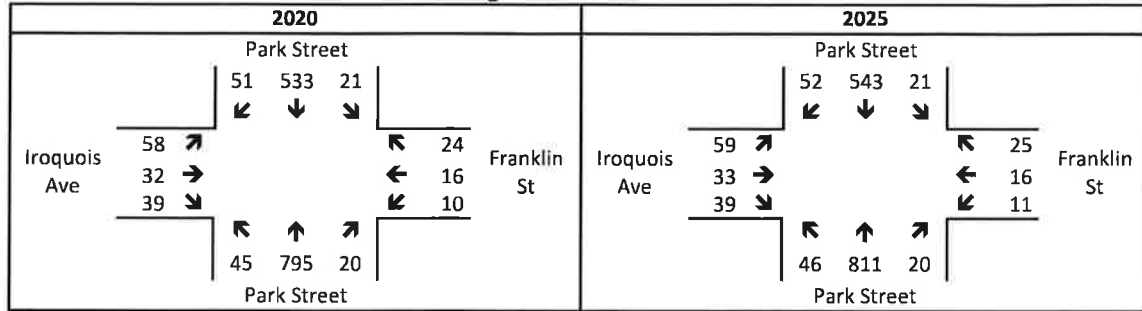 2020
Park Street
51 533 21
Iroquois
Ave
58
32
39
24
16
10
Franklin
St
45 795 20
Park Street
2025
Park Street
52 543 21
Iroquois
Ave
59
33
39
25
16
11
Franklin
St
46 811 20
Park Street